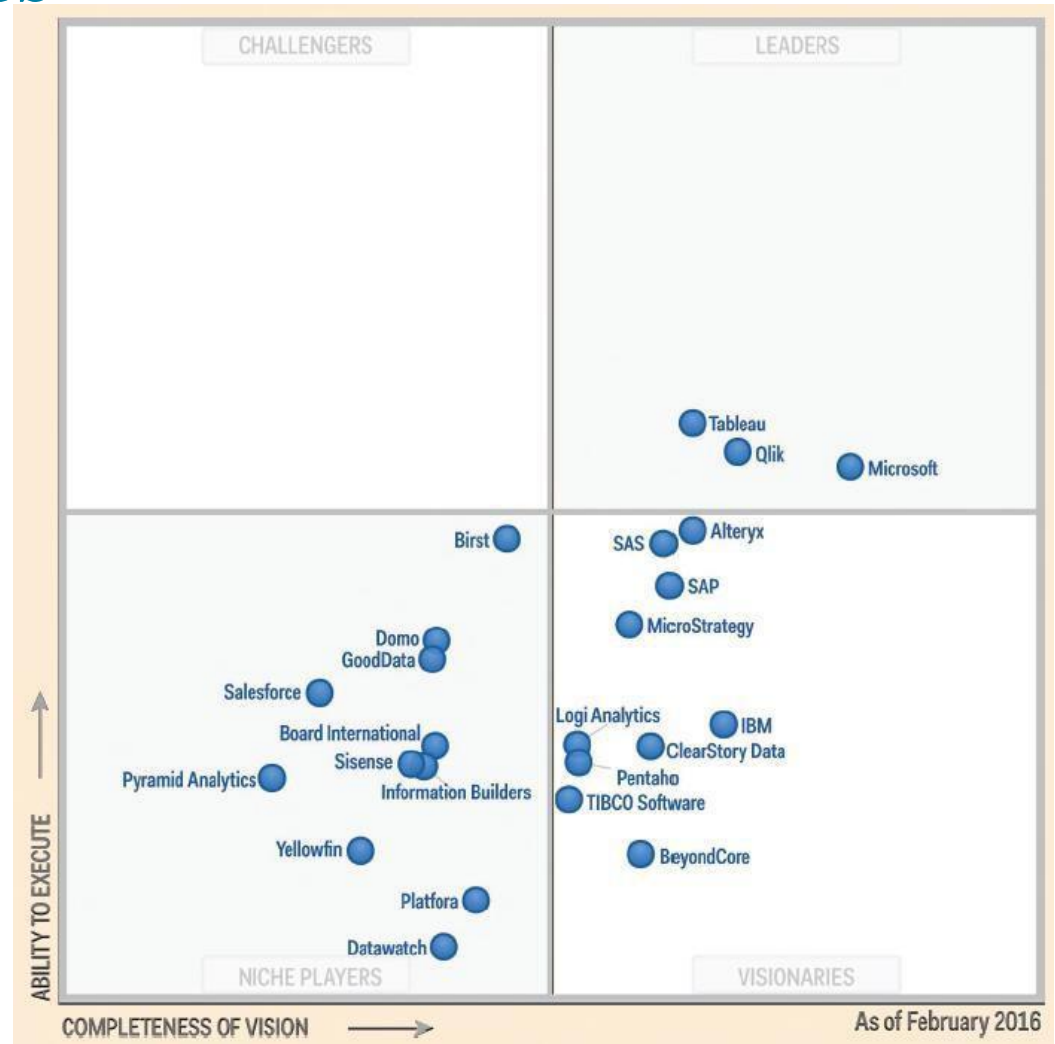 CHALLENGERS
LEADERS
Tableau
Qlik
Microsoft
Birst
SAS
Alteryx
SAP
MicroStrategy
Domo
GoodData
Salesforce
Board International
Sisense
Information Builders
Pyramid Analytics
Yellowfin
Platfora
Datawatch
Logi Analytics
IBM
ClearStory Data
Pentaho
TIBCO Software
BeyondCore
NICHE PLAYERS
VISIONARIES
ABILITY TO EXECUTE
COMPLETENESS OF VISION
As of February 2016